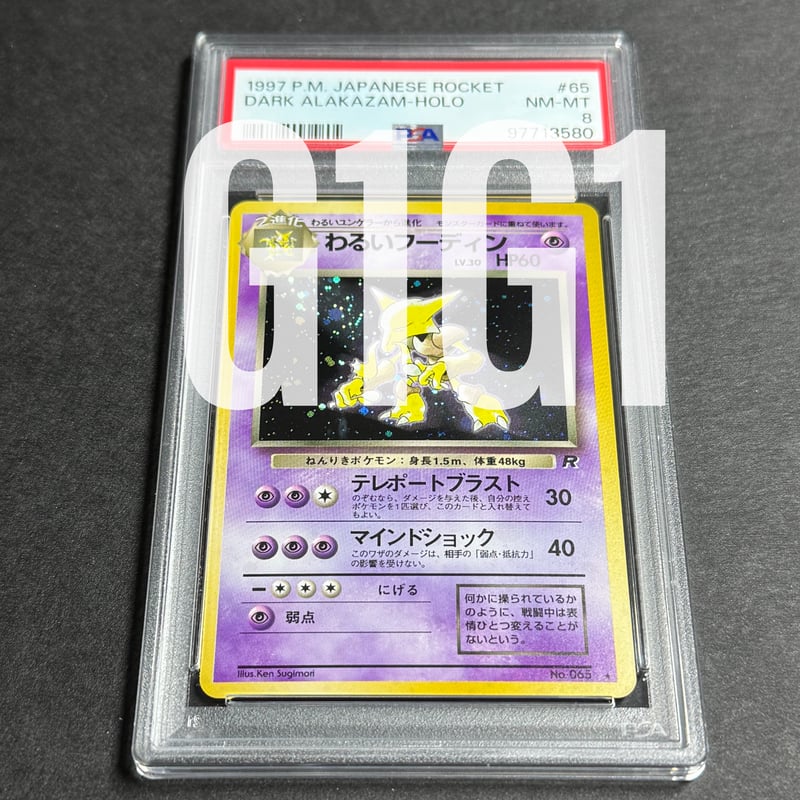 1997 P.M. JAPANESE ROCKET #65
DARK ALAKAZAM-HOLO NM-MT
8
PSA 97713580
G1G1
2進化 わるいユンゲラーから進化 モンスターカードに重ねて使います。
わるいフーディン
LV.30 HP60
ねんりきポケモン:身長1.5m、体重48kg
R
テレポートブラスト 30
のぞむなら、ダメージを与えた後、自分の控え
ポケモンを1匹選び、このカードと入れ替えて
もよい。
マインドショック 40
このワザのダメージは、相手の「弱点・抵抗力」
の影響を受けない。
にげる
弱点
何かに操られているか
のように、戦闘中は表
情ひとつ変えることが
ないという。
Illus.Ken Sugimori No.065 ★
PSA